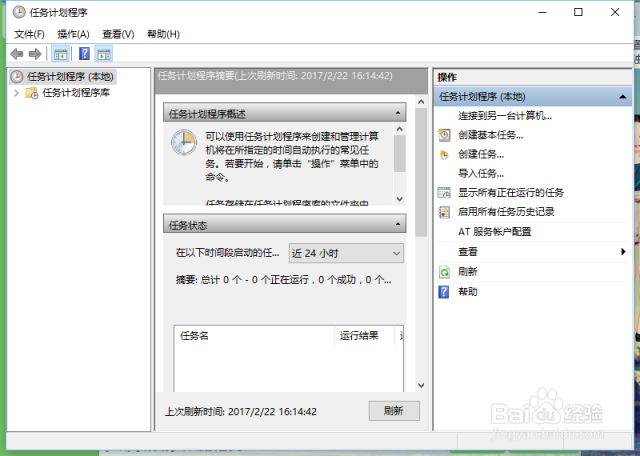 任务计划程序
文件(F) 操作(A) 查看(V) 帮助(H)
任务计划程序 (本地)
任务计划程序库
任务计划程序摘要(上次刷新时间: 2017/2/22 16:14:42)
任务计划程序概述
可以使用任务计划程序来创建和管理计算
机将在所指定的时间自动执行的常见任
务。若要开始，请单击“操作”菜单中的
命令。
任务存储在任务计划程序库的文件夹中
任务状态
在以下时间段启动的任... 近 24 小时
摘要: 总计 0 个 - 0 个正在运行，0 个成功，0 个...
任务名 运行结果
上次刷新时间: 2017/2/22 16:14:42 刷新
操作
任务计划程序 (本地)
连接到另一台计算机...
创建基本任务...
创建任务...
导入任务...
显示所有正在运行的任务
启用所有任务历史记录
AT 服务帐户配置
查看
刷新
帮助
Baidu经验
jingyan.baidu.com